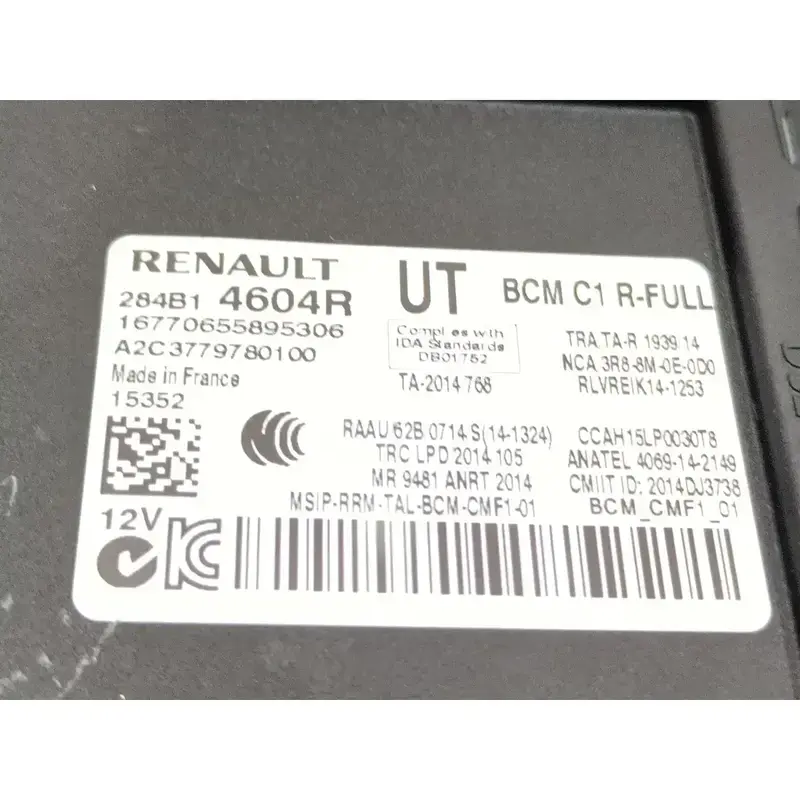 RENAULT
UT
BCM C1 R-FULL
284B1 4604R
16770655895306
A2C3779780100
Made in France
15352
Complies with
IDA Standards
DB01752
TA-2014 768
TRA TA-R 1939/14
NCA 3R8-8M-0E-0D0
RLVREIK14-1253
RAAU/62B 0714 S(14-1324)
TRC LPD 2014 105
MR 9481 ANRT 2014
MSIP-RRM-TAL-BCM-CMF1-01
CCAH15LP0030T8
ANATEL 4069-14-2149
CMIIT ID: 2014DJ3738
BCM_CMF1_01
12V